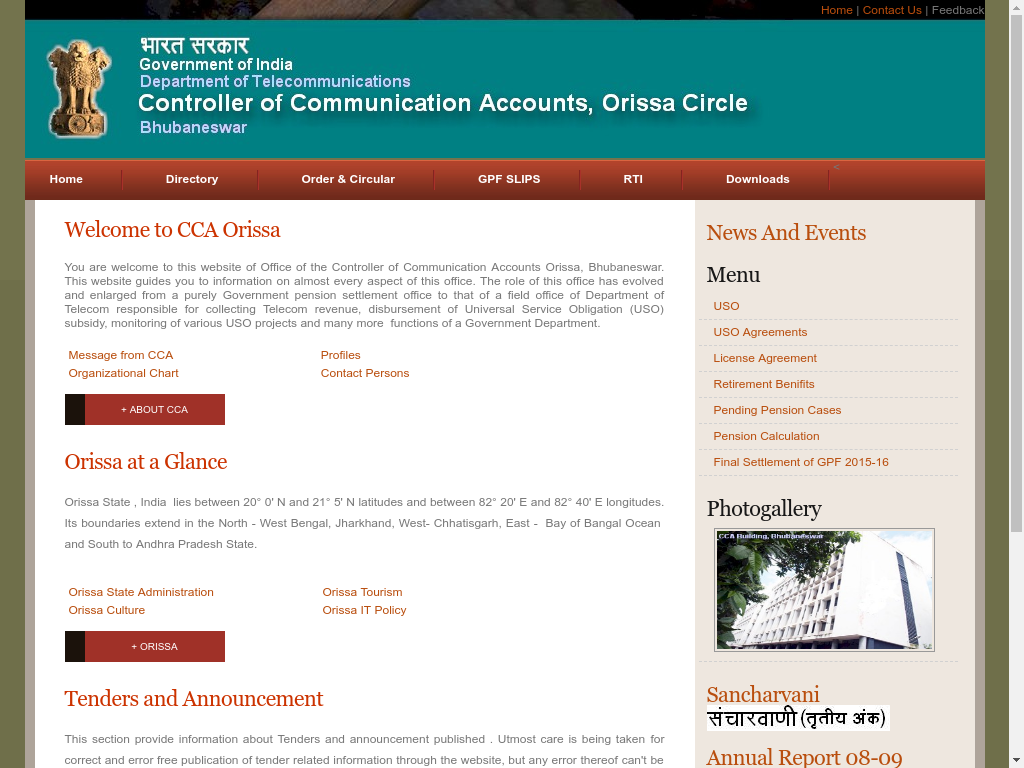 Home | Contact Us | Feedback
भारत सरकार
Government of India
Department of Telecommunications
Controller of Communication Accounts, Orissa Circle
Bhubaneswar
Home Directory Order & Circular GPF SLIPS RTI Downloads <
Welcome to CCA Orissa
You are welcome to this website of Office of the Controller of Communication Accounts Orissa, Bhubaneswar.
This website guides you to information on almost every aspect of this office. The role of this office has evolved
and enlarged from a purely Government pension settlement office to that of a field office of Department of
Telecom responsible for collecting Telecom revenue, disbursement of Universal Service Obligation (USO)
subsidy, monitoring of various USO projects and many more functions of a Government Department.
Message from CCA Profiles
Organizational Chart Contact Persons
+ ABOUT CCA
Orissa at a Glance
Orissa State , India lies between 20° 0' N and 21° 5' N latitudes and between 82° 20' E and 82° 40' E longitudes.
Its boundaries extend in the North - West Bengal, Jharkhand, West- Chhatisgarh, East - Bay of Bangal Ocean
and South to Andhra Pradesh State.
Orissa State Administration Orissa Tourism
Orissa Culture Orissa IT Policy
+ ORISSA
Tenders and Announcement
This section provide information about Tenders and announcement published . Utmost care is being taken for
correct and error free publication of tender related information through the website, but any error thereof can't be
News And Events
Menu
USO
USO Agreements
License Agreement
Retirement Benifits
Pending Pension Cases
Pension Calculation
Final Settlement of GPF 2015-16
Photogallery
CCA Building, Bhubaneswar
Sancharvani
संचारवाणी (तृतीय अंक)
Annual Report 08-09